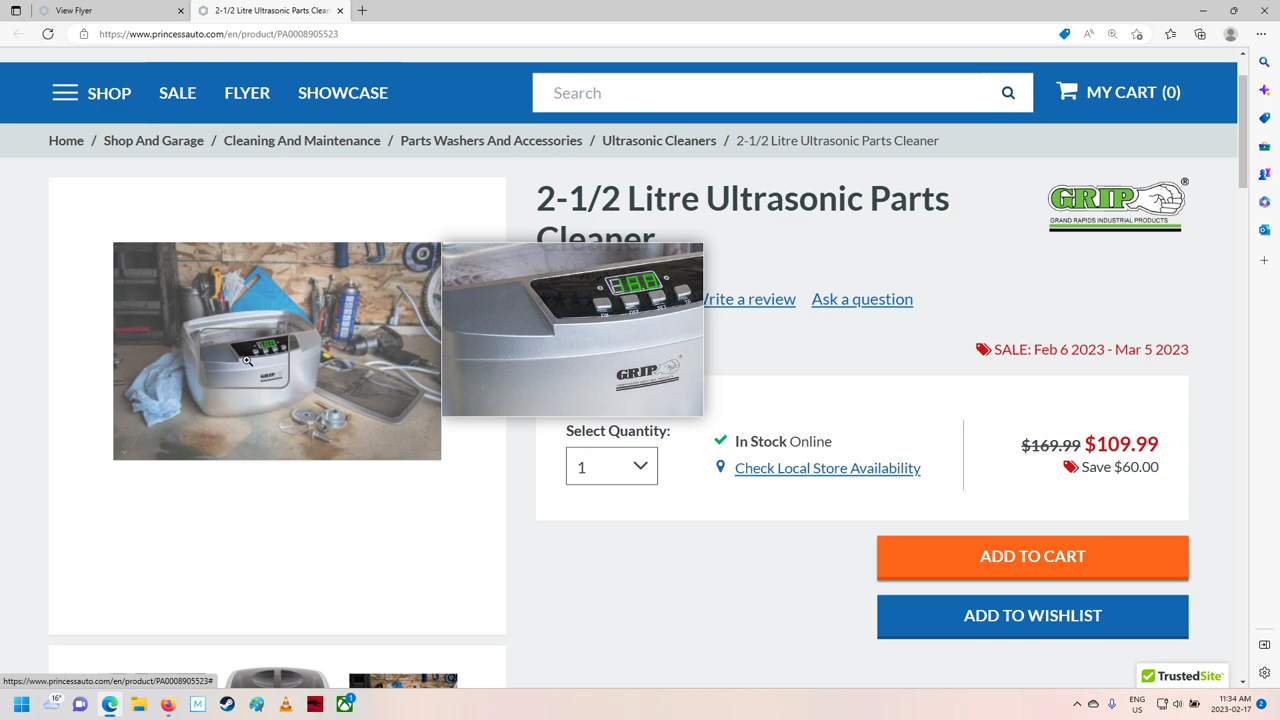 View Flyer
2-1/2 Litre Ultrasonic Parts Clean
https://www.princessauto.com/en/product/PA0008905523
SHOP SALE FLYER SHOWCASE
Search
MY CART (0)
Home / Shop And Garage / Cleaning And Maintenance / Parts Washers And Accessories / Ultrasonic Cleaners / 2-1/2 Litre Ultrasonic Parts Cleaner
2-1/2 Litre Ultrasonic Parts
Cleaner
GRIP ®
GRAND RAPIDS INDUSTRIAL PRODUCTS
180
GRIP
Write a review Ask a question
SALE: Feb 6 2023 - Mar 5 2023
Select Quantity:
1
In Stock Online
Check Local Store Availability
$169.99 $109.99
Save $60.00
ADD TO CART
ADD TO WISHLIST
TrustedSite
https://www.princessauto.com/en/product/PA0008905523#
16°
M
1
ENG
US
11:34 AM
2023-02-17
2